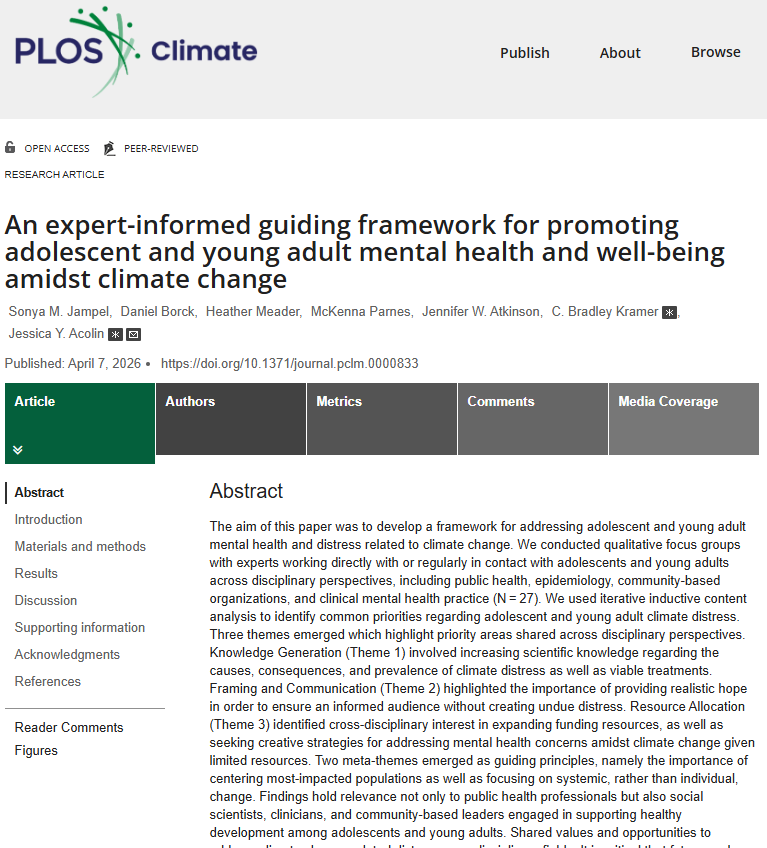 PLOS Climate
Publish About Browse
OPEN ACCESS PEER-REVIEWED
RESEARCH ARTICLE
An expert-informed guiding framework for promoting
adolescent and young adult mental health and well-being
amidst climate change
Sonya M. Jampel, Daniel Borck, Heather Meader, McKenna Parnes, Jennifer W. Atkinson, C. Bradley Kramer *,
Jessica Y. Acolin *
Published: April 7, 2026 • https://doi.org/10.1371/journal.pclm.0000833
Article Authors Metrics Comments Media Coverage
Abstract
Introduction
Materials and methods
Results
Discussion
Supporting information
Acknowledgments
References
Reader Comments
Figures
Abstract
The aim of this paper was to develop a framework for addressing adolescent and young adult
mental health and distress related to climate change. We conducted qualitative focus groups
with experts working directly with or regularly in contact with adolescents and young adults
across disciplinary perspectives, including public health, epidemiology, community-based
organizations, and clinical mental health practice (N = 27). We used iterative inductive content
analysis to identify common priorities regarding adolescent and young adult climate distress.
Three themes emerged which highlight priority areas shared across disciplinary perspectives.
Knowledge Generation (Theme 1) involved increasing scientific knowledge regarding the
causes, consequences, and prevalence of climate distress as well as viable treatments.
Framing and Communication (Theme 2) highlighted the importance of providing realistic hope
in order to ensure an informed audience without creating undue distress. Resource Allocation
(Theme 3) identified cross-disciplinary interest in expanding funding resources, as well as
seeking creative strategies for addressing mental health concerns amidst climate change given
limited resources. Two meta-themes emerged as guiding principles, namely the importance of
centering most-impacted populations as well as focusing on systemic, rather than individual,
change. Findings hold relevance not only to public health professionals but also social
scientists, clinicians, and community-based leaders engaged in supporting healthy
development among adolescents and young adults. Shared values and opportunities to